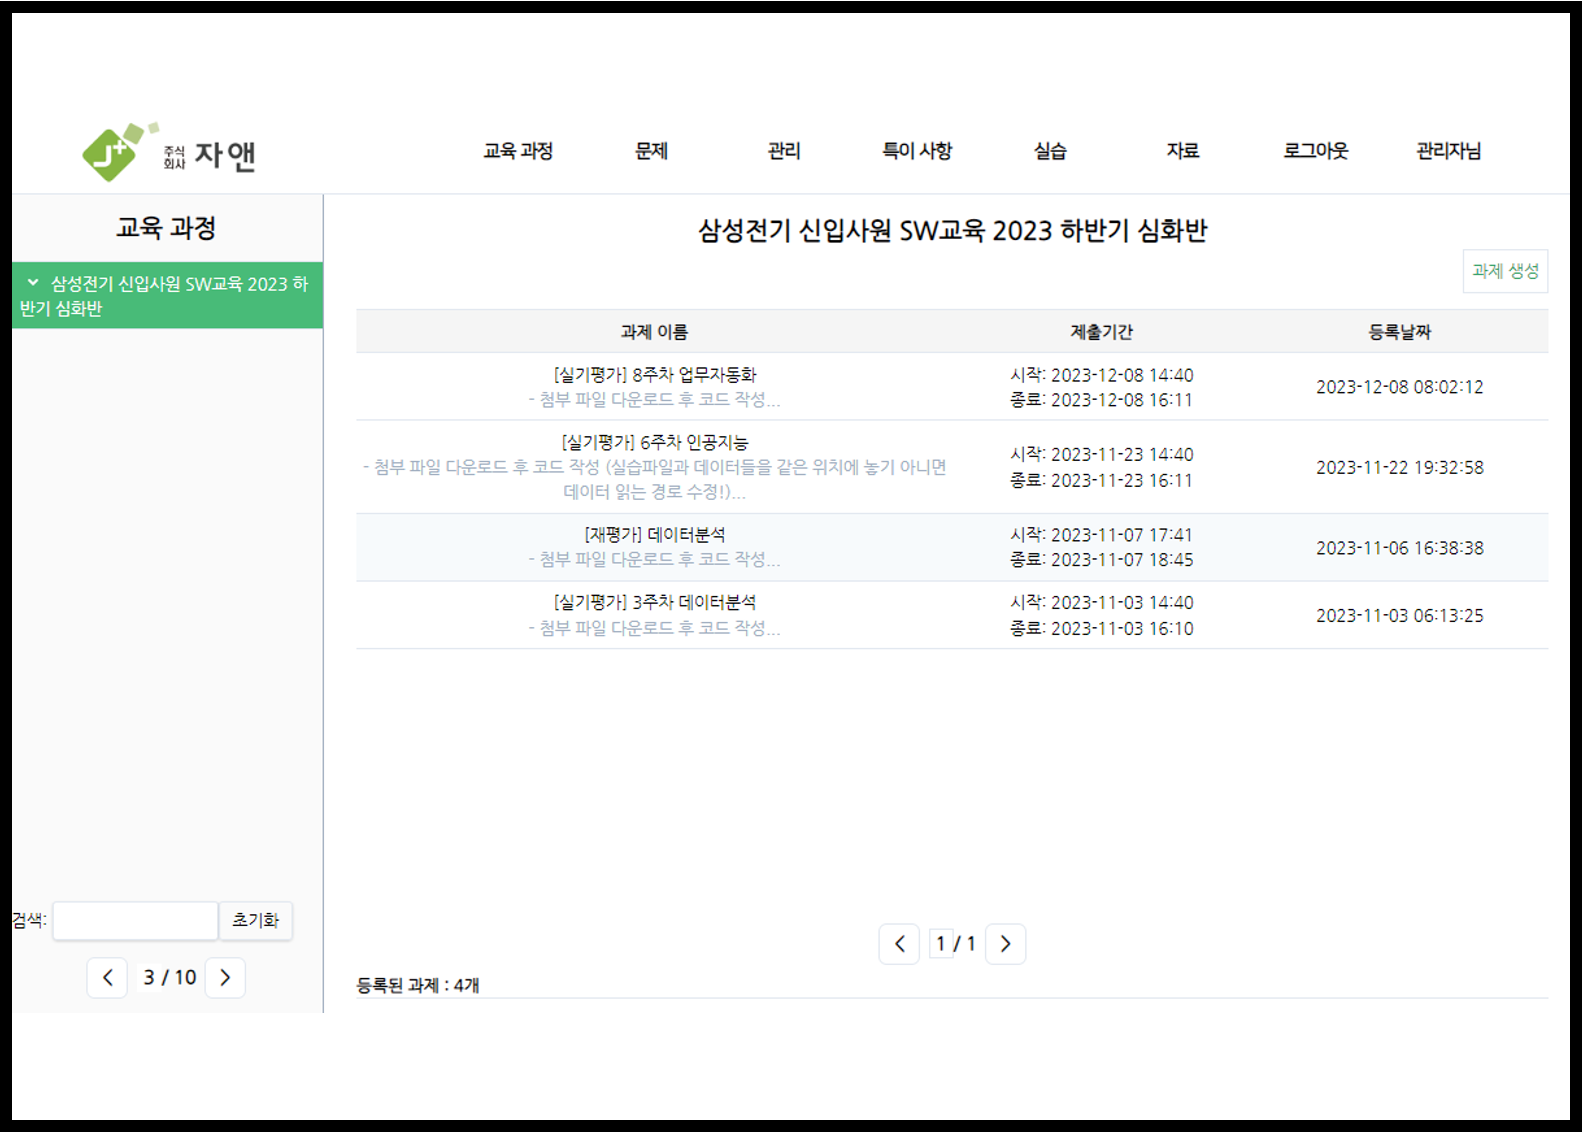 J+ 주식회사 자앤
교육 과정 문제 관리 특이 사항 실습 자료 로그아웃 관리자님
교육 과정
삼성전기 신입사원 SW교육 2023 하
반기 심화반
검색: 초기화
3 / 10
삼성전기 신입사원 SW교육 2023 하반기 심화반
과제 생성
과제 이름 제출기간 등록날짜
[실기평가] 8주차 업무자동화
- 첨부 파일 다운로드 후 코드 작성...
시작: 2023-12-08 14:40
종료: 2023-12-08 16:11
2023-12-08 08:02:12
[실기평가] 6주차 인공지능
- 첨부 파일 다운로드 후 코드 작성 (실습파일과 데이터들을 같은 위치에 놓기 아니면
데이터 읽는 경로 수정!)...
시작: 2023-11-23 14:40
종료: 2023-11-23 16:11
2023-11-22 19:32:58
[재평가] 데이터분석
- 첨부 파일 다운로드 후 코드 작성...
시작: 2023-11-07 17:41
종료: 2023-11-07 18:45
2023-11-06 16:38:38
[실기평가] 3주차 데이터분석
- 첨부 파일 다운로드 후 코드 작성...
시작: 2023-11-03 14:40
종료: 2023-11-03 16:10
2023-11-03 06:13:25
1 / 1
등록된 과제 : 4개